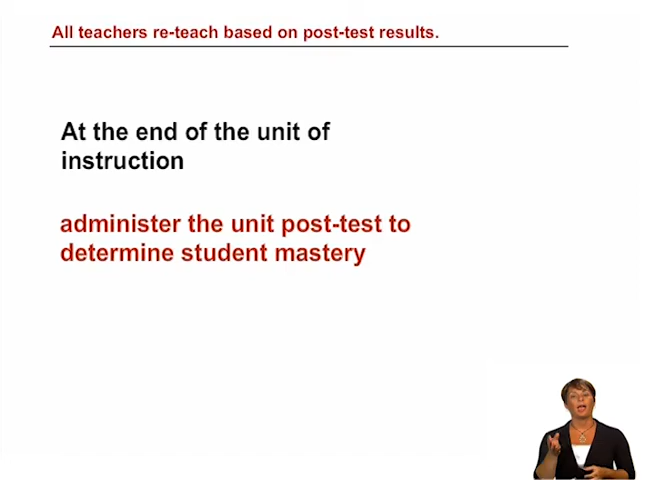 All teachers re-teach based on post-test results.
At the end of the unit of
instruction
administer the unit post-test to
determine student mastery